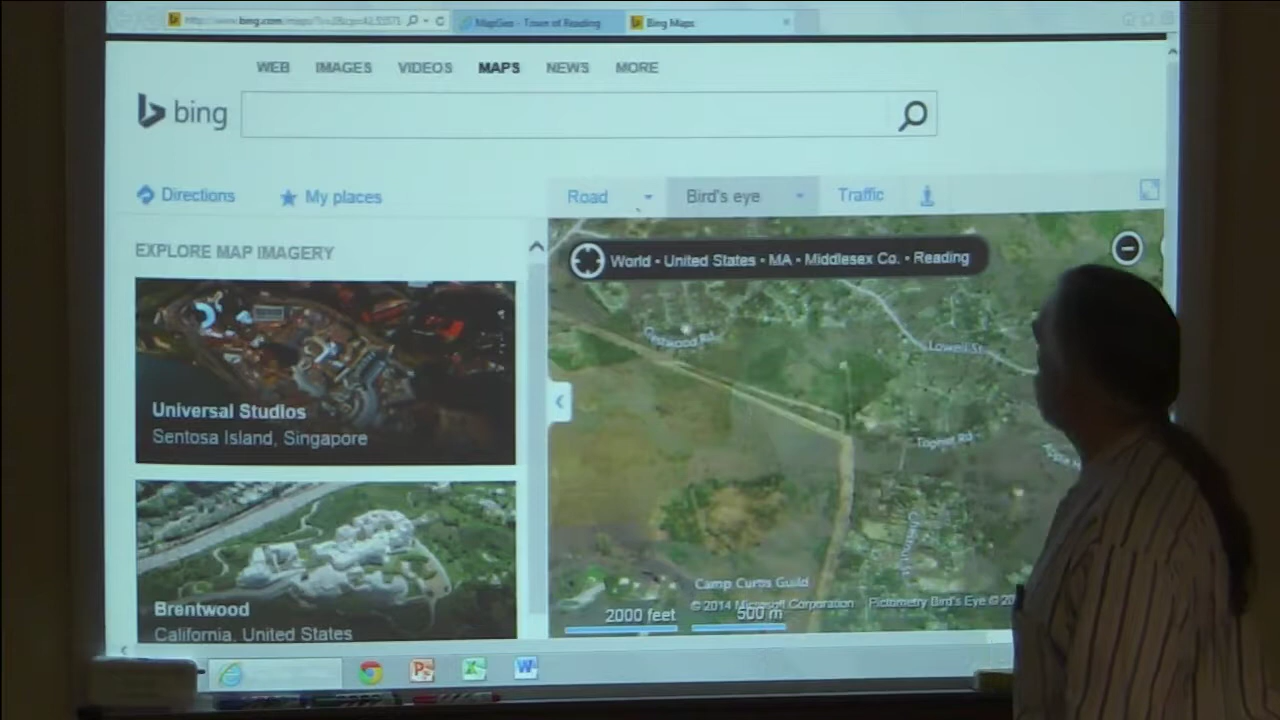 MapGeo - Town of Reading
Bing Maps
WEB IMAGES VIDEOS MAPS NEWS MORE
bing
Directions
My places
Road
Bird's eye
Traffic
EXPLORE MAP IMAGERY
Universal Studios
Sentosa Island, Singapore
Brentwood
California, United States
World • United States • MA • Middlesex Co. • Reading
Lowell St
Camp Curtis Guild
© 2014 Microsoft Corporation Pictometry Bird's Eye © 20
2000 feet
500 m